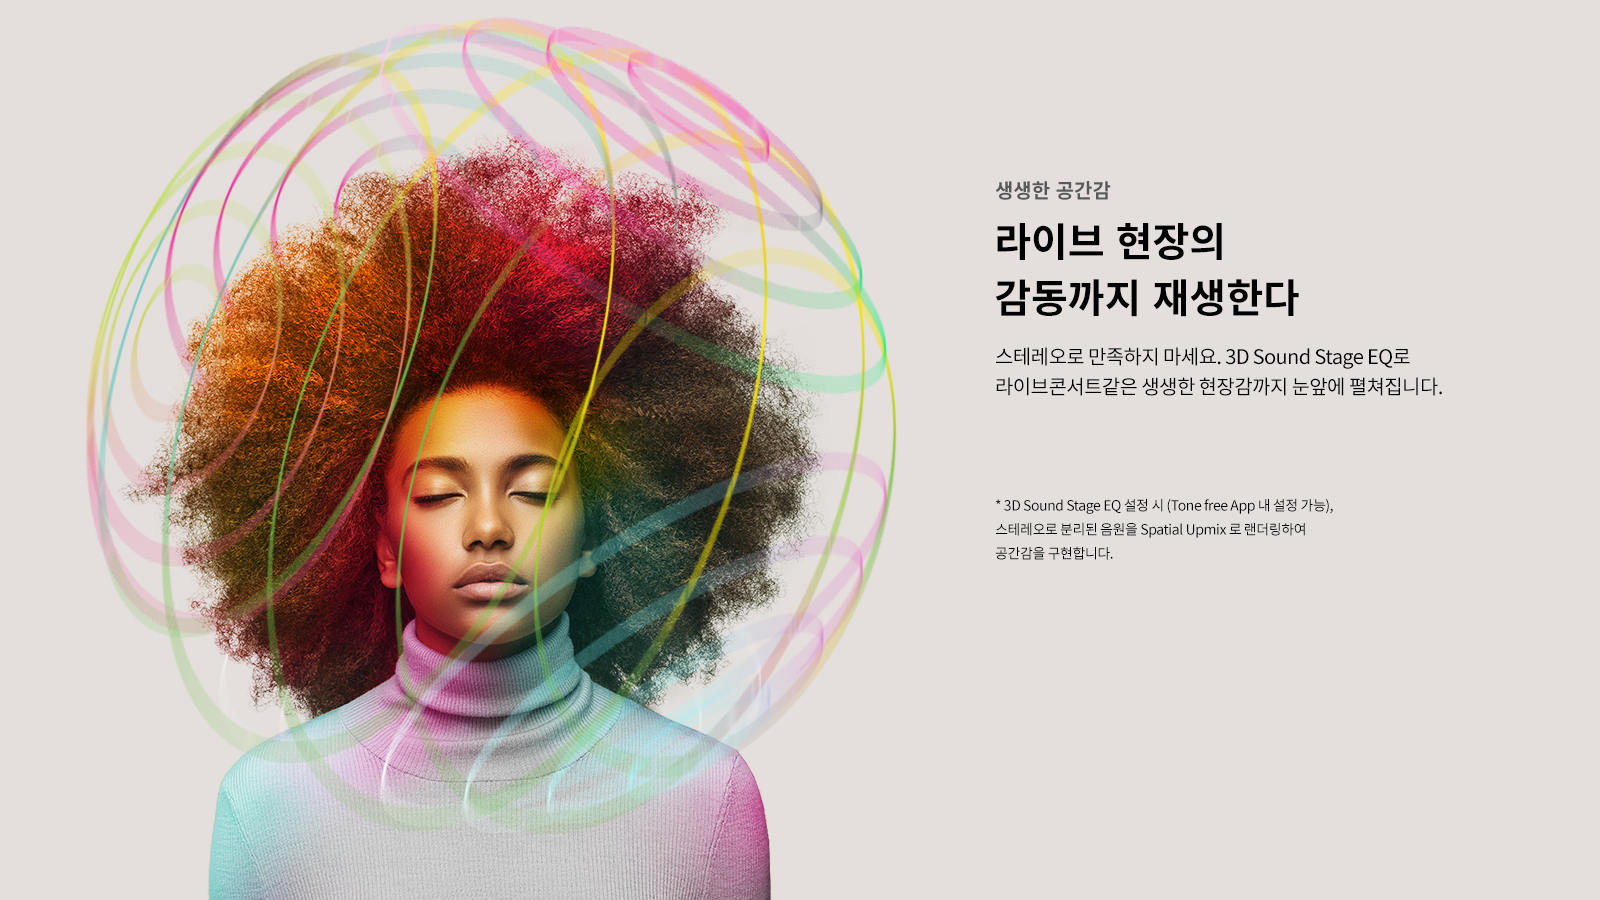 생생한 공간감
라이브 현장의
감동까지 재생한다
스테레오로 만족하지 마세요. 3D Sound Stage EQ로
라이브콘서트같은 생생한 현장감까지 눈앞에 펼쳐집니다.
* 3D Sound Stage EQ 설정 시 (Tone free App 내 설정 가능),
스테레오로 분리된 음원을 Spatial Upmix 로 랜더링하여
공간감을 구현합니다.